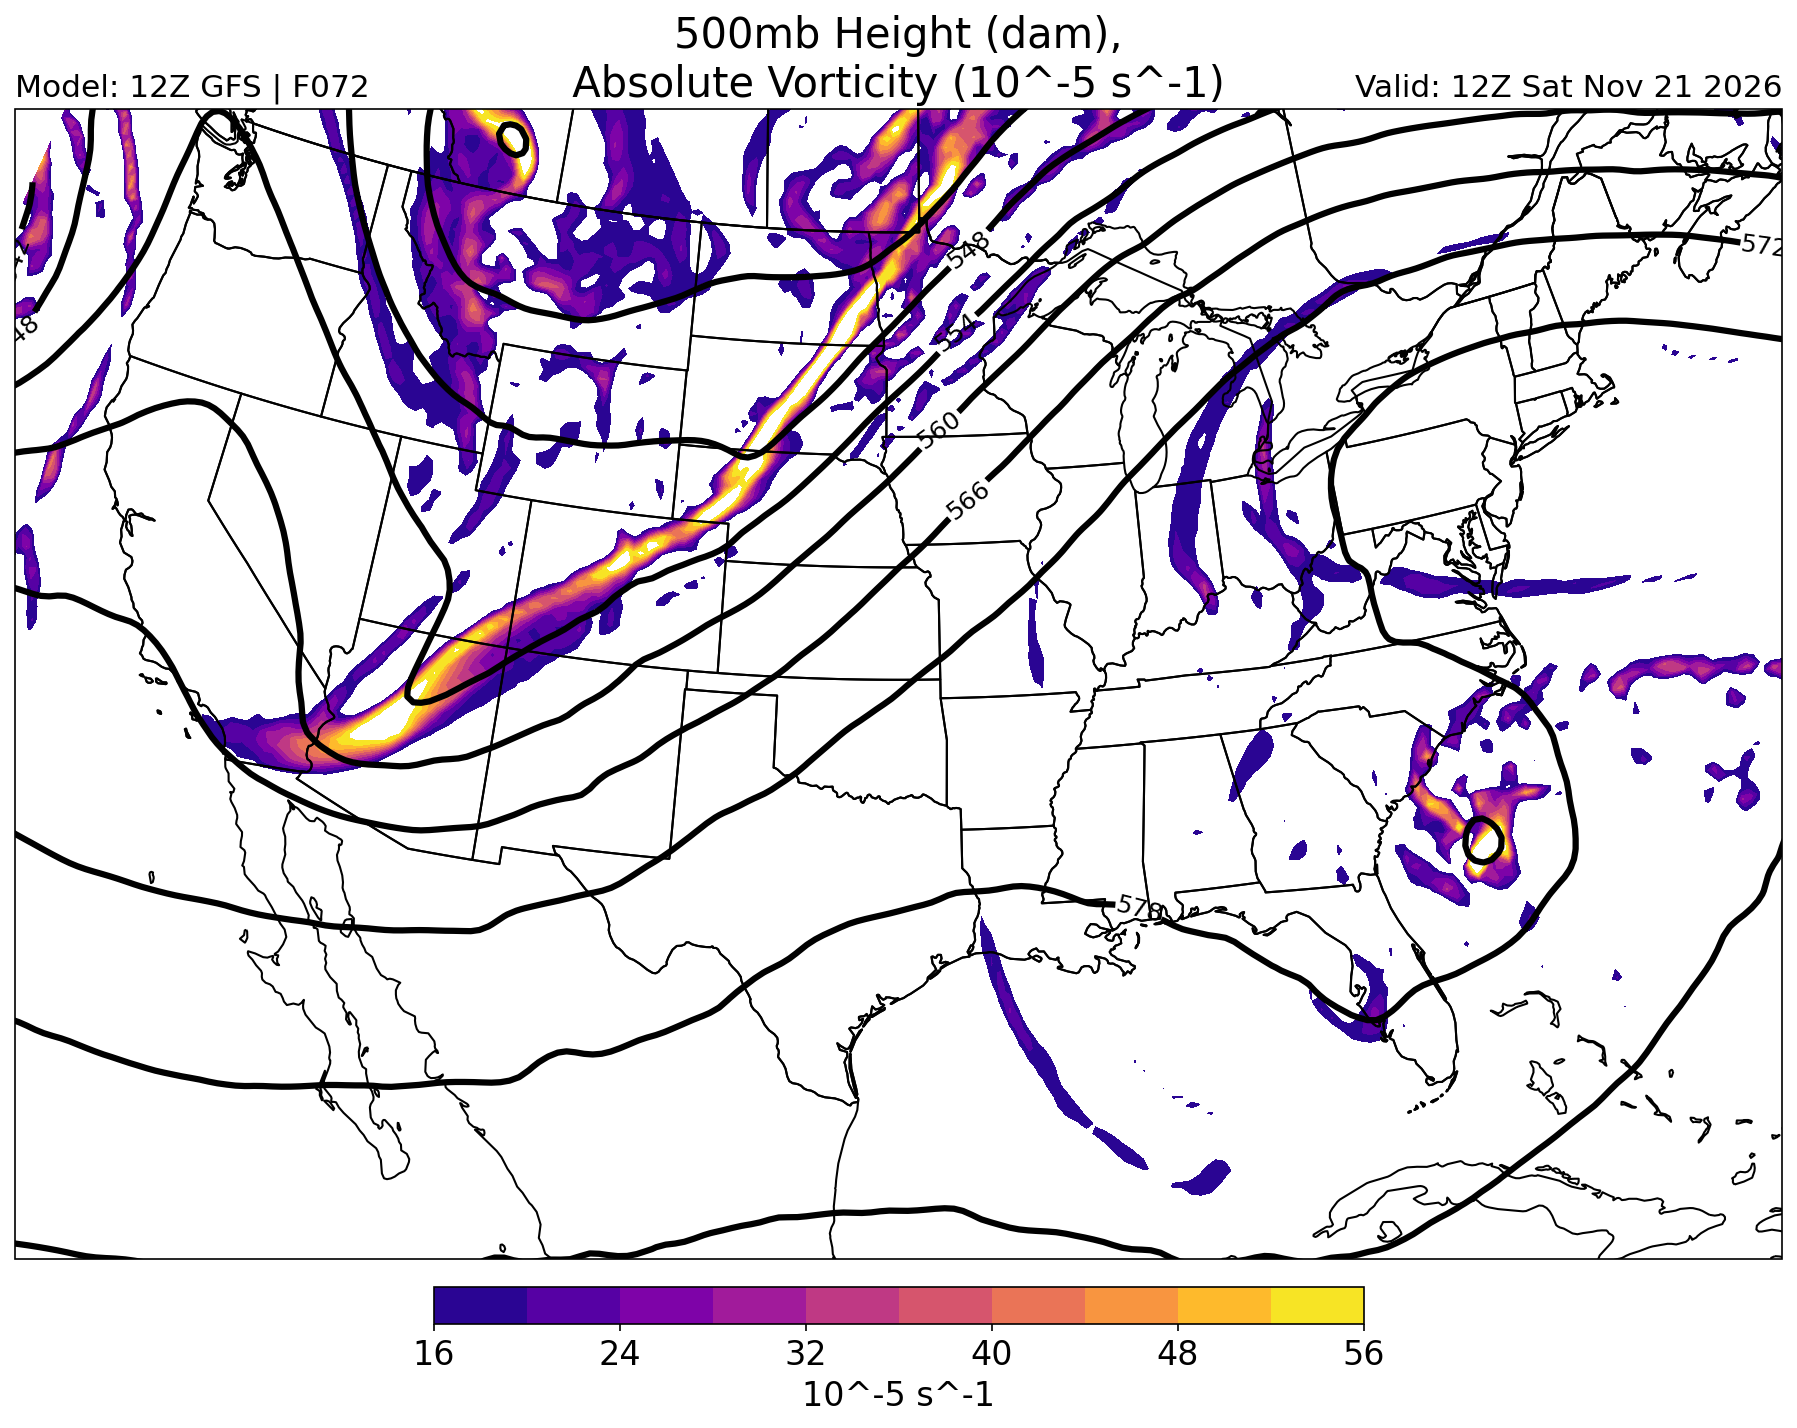 500mb Height (dam),
Absolute Vorticity (10^-5 s^-1)
Model: 12Z GFS | F072
Valid: 12Z Sat Nov 21 2026
548
572
554
560
566
578
16 24 32 40 48 56
10^-5 s^-1